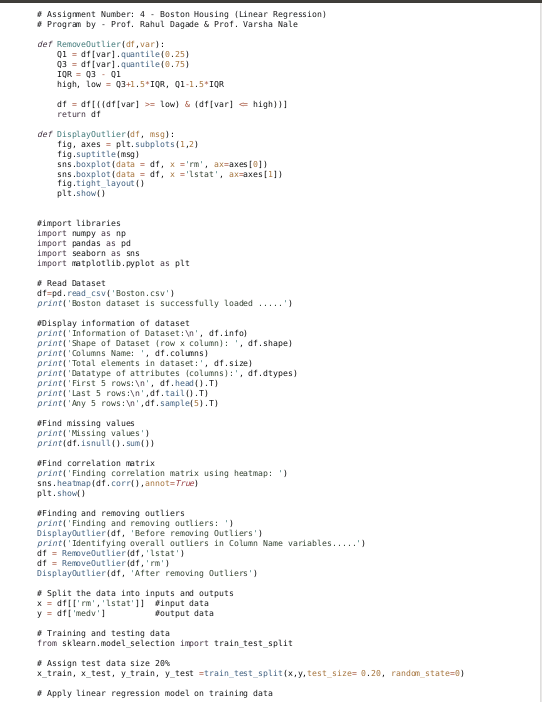 # Assignment Number: 4 - Boston Housing (Linear Regression)
# Program by - Prof. Rahul Dagade & Prof. Varsha Nale
def RemoveOutlier(df,var):
Q1 = df[var].quantile(0.25)
Q3 = df[var].quantile(0.75)
IQR = Q3 - Q1
high, low = Q3+1.5*IQR, Q1-1.5*IQR
df = df[((df[var] >= low) & (df[var] <= high))]
return df
def DisplayOutlier(df, msg):
fig, axes = plt.subplots(1,2)
fig.suptitle(msg)
sns.boxplot(data = df, x ='rm', ax=axes[0])
sns.boxplot(data = df, x ='lstat', ax=axes[1])
fig.tight_layout()
plt.show()
#import libraries
import numpy as np
import pandas as pd
import seaborn as sns
import matplotlib.pyplot as plt
# Read Dataset
df=pd.read_csv('Boston.csv')
print('Boston dataset is successfully loaded .....')
#Display information of dataset
print('Information of Dataset:\n', df.info)
print('Shape of Dataset (row x column): ', df.shape)
print('Columns Name: ', df.columns)
print('Total elements in dataset:', df.size)
print('Datatype of attributes (columns):', df.dtypes)
print('First 5 rows:\n', df.head().T)
print('Last 5 rows:\n',df.tail().T)
print('Any 5 rows:\n',df.sample(5).T)
#Find missing values
print('Missing values')
print(df.isnull().sum())
#Find correlation matrix
print('Finding correlation matrix using heatmap: ')
sns.heatmap(df.corr(),annot=True)
plt.show()
#Finding and removing outliers
print('Finding and removing outliers: ')
DisplayOutlier(df, 'Before removing Outliers')
print('Identifying overall outliers in Column Name variables.....')
df = RemoveOutlier(df,'lstat')
df = RemoveOutlier(df,'rm')
DisplayOutlier(df, 'After removing Outliers')
# Split the data into inputs and outputs
x = df[['rm','lstat']] #input data
y = df['medv'] #output data
# Training and testing data
from sklearn.model_selection import train_test_split
# Assign test data size 20%
x_train, x_test, y_train, y_test =train_test_split(x,y,test_size= 0.20, random_state=0)
# Apply linear regression model on training data